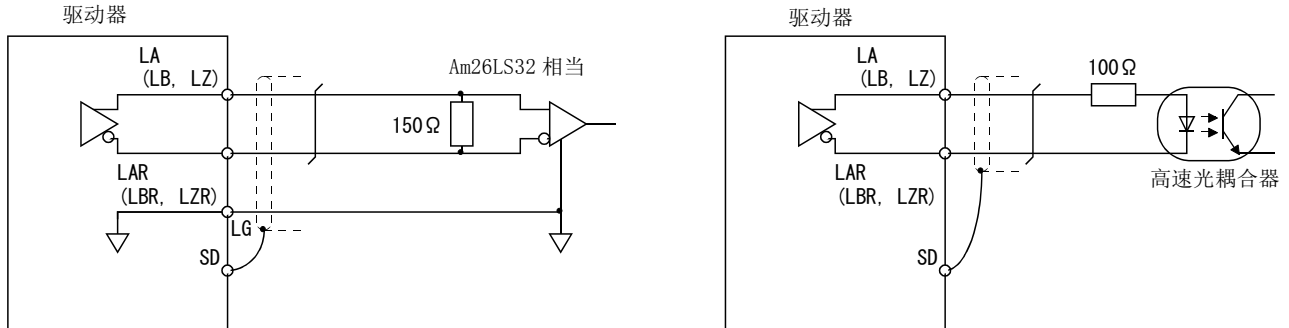 驱动器
LA
(LB, LZ)
Am26LS32 相当
150Ω
LAR
(LBR, LZR)
LG
SD
驱动器
LA
(LB, LZ)
100Ω
LAR
(LBR, LZR)
高速光耦合器
SD